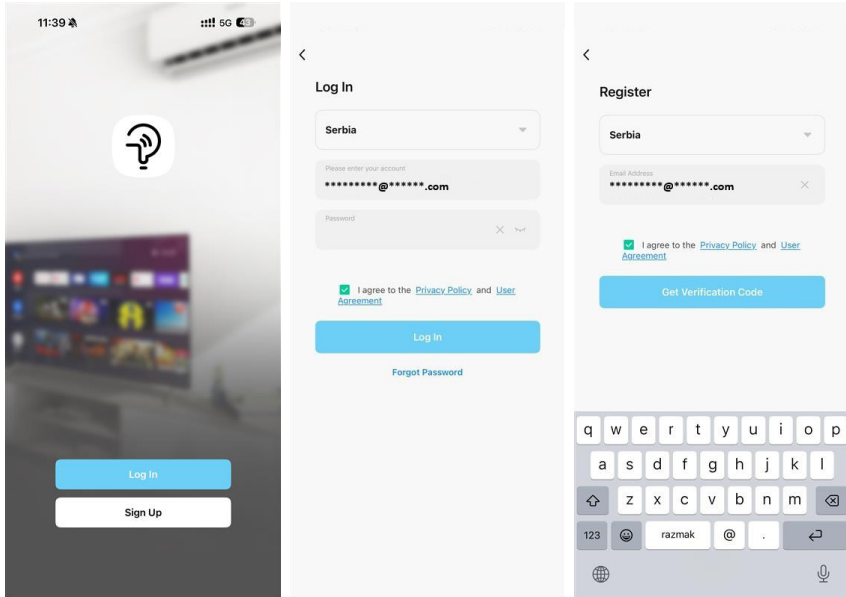 11:39
5G 43
Log In
Sign Up
Log In
Serbia
Please enter your account
*********@******.com
Password
I agree to the Privacy Policy and User
Agreement
Log In
Forgot Password
Register
Serbia
Email Address
*********@******.com
I agree to the Privacy Policy and User
Agreement
Get Verification Code
q w e r t y u i o p
a s d f g h j k l
z x c v b n m
123 razmak @ .